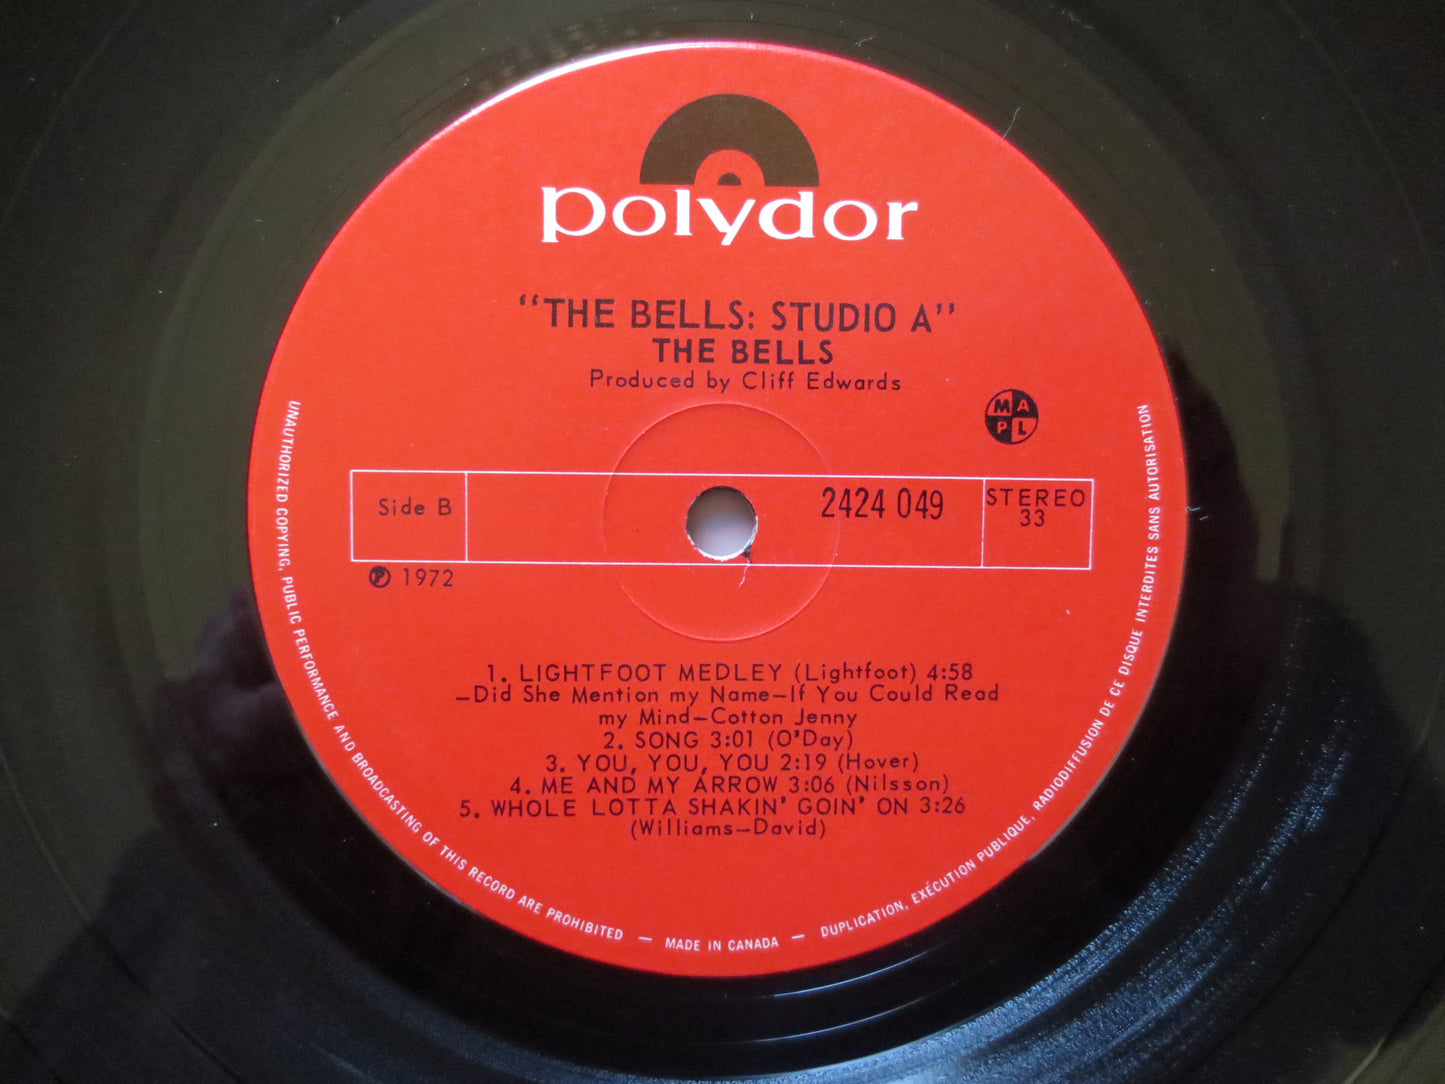 polydor
"THE BELLS: STUDIO A"
THE BELLS
Produced by Cliff Edwards
M A
P L
Side B
2424 049
STEREO
33
℗ 1972
1. LIGHTFOOT MEDLEY (Lightfoot) 4:58
–Did She Mention my Name–If You Could Read
my Mind–Cotton Jenny
2. SONG 3:01 (O'Day)
3. YOU, YOU, YOU 2:19 (Hover)
4. ME AND MY ARROW 3:06 (Nilsson)
5. WHOLE LOTTA SHAKIN' GOIN' ON 3:26
(Williams–David)
UNAUTHORIZED COPYING, PUBLIC PERFORMANCE AND BROADCASTING OF THIS RECORD ARE PROHIBITED — MADE IN CANADA — DUPLICATION, EXÉCUTION PUBLIQUE, RADIODIFFUSION DE CE DISQUE INTERDITES SANS AUTORISATION